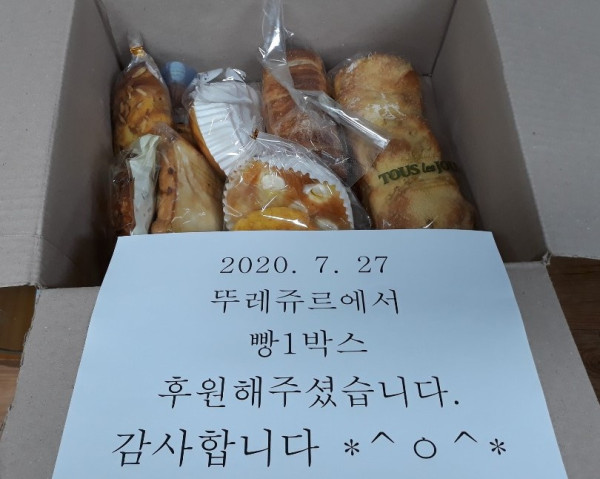 TOUS les JO
2020. 7. 27
뚜레쥬르에서
빵1박스
후원해주셨습니다.
감사합니다 *^ㅇ^*